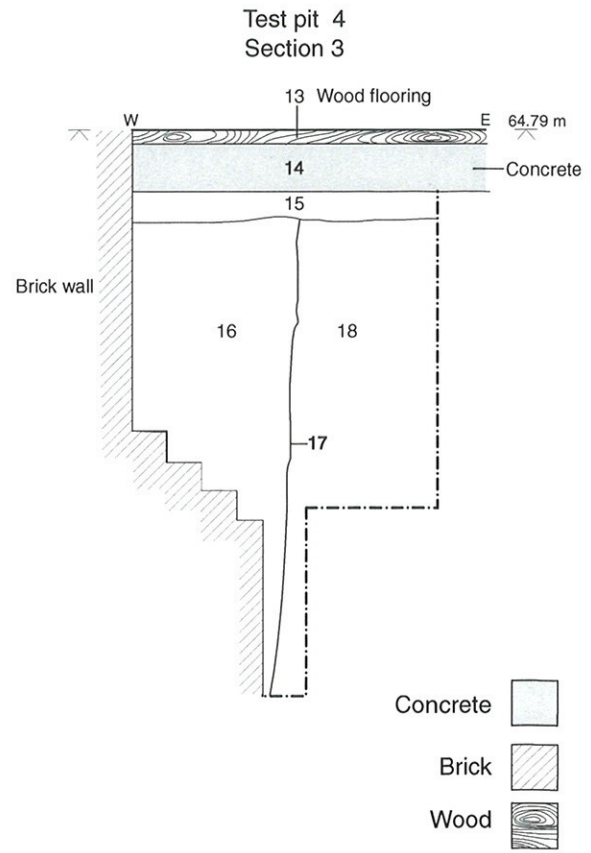 Test pit 4
Section 3
13 Wood flooring
W
E 64.79 m
14
Concrete
15
Brick wall
16
18
17
Concrete
Brick
Wood